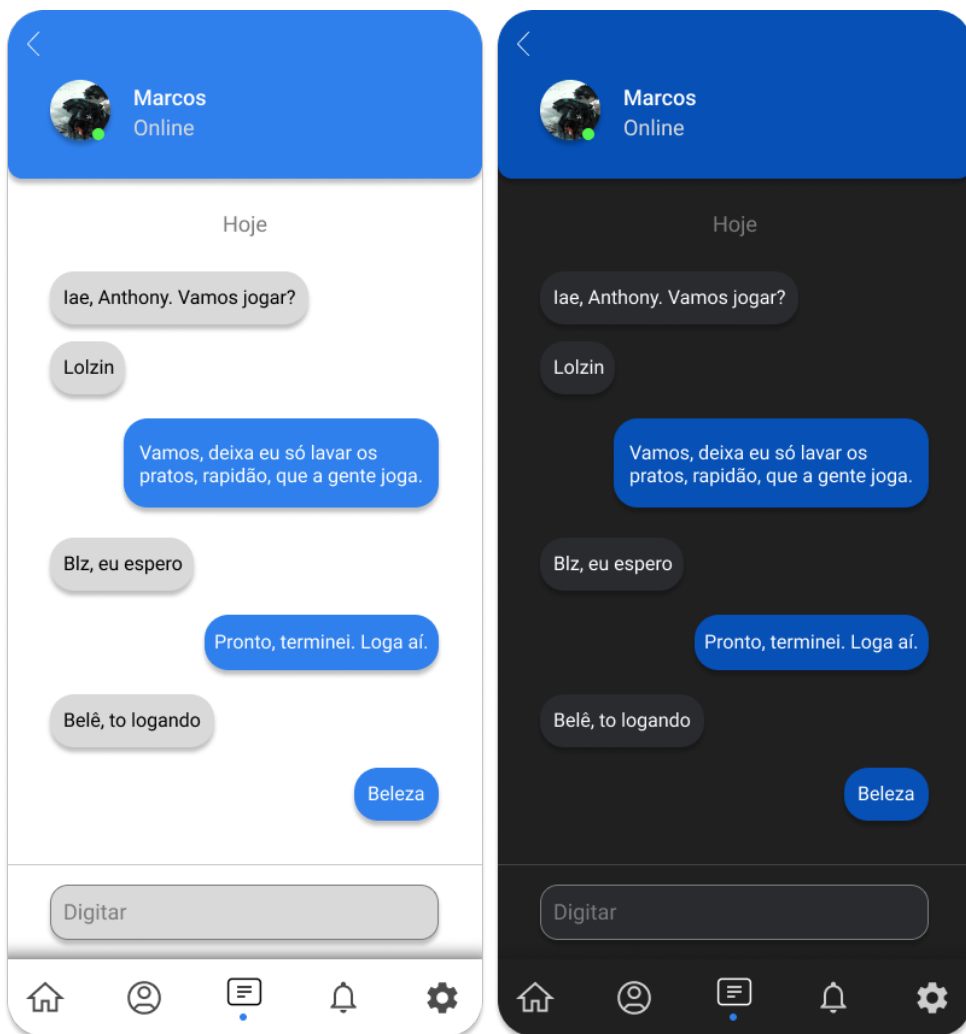 Marcos
Online
Hoje
Iae, Anthony. Vamos jogar?
Lolzin
Vamos, deixa eu só lavar os
pratos, rapidão, que a gente joga.
Blz, eu espero
Pronto, terminei. Loga aí.
Belê, to logando
Beleza
Digitar
Marcos
Online
Hoje
Iae, Anthony. Vamos jogar?
Lolzin
Vamos, deixa eu só lavar os
pratos, rapidão, que a gente joga.
Blz, eu espero
Pronto, terminei. Loga aí.
Belê, to logando
Beleza
Digitar